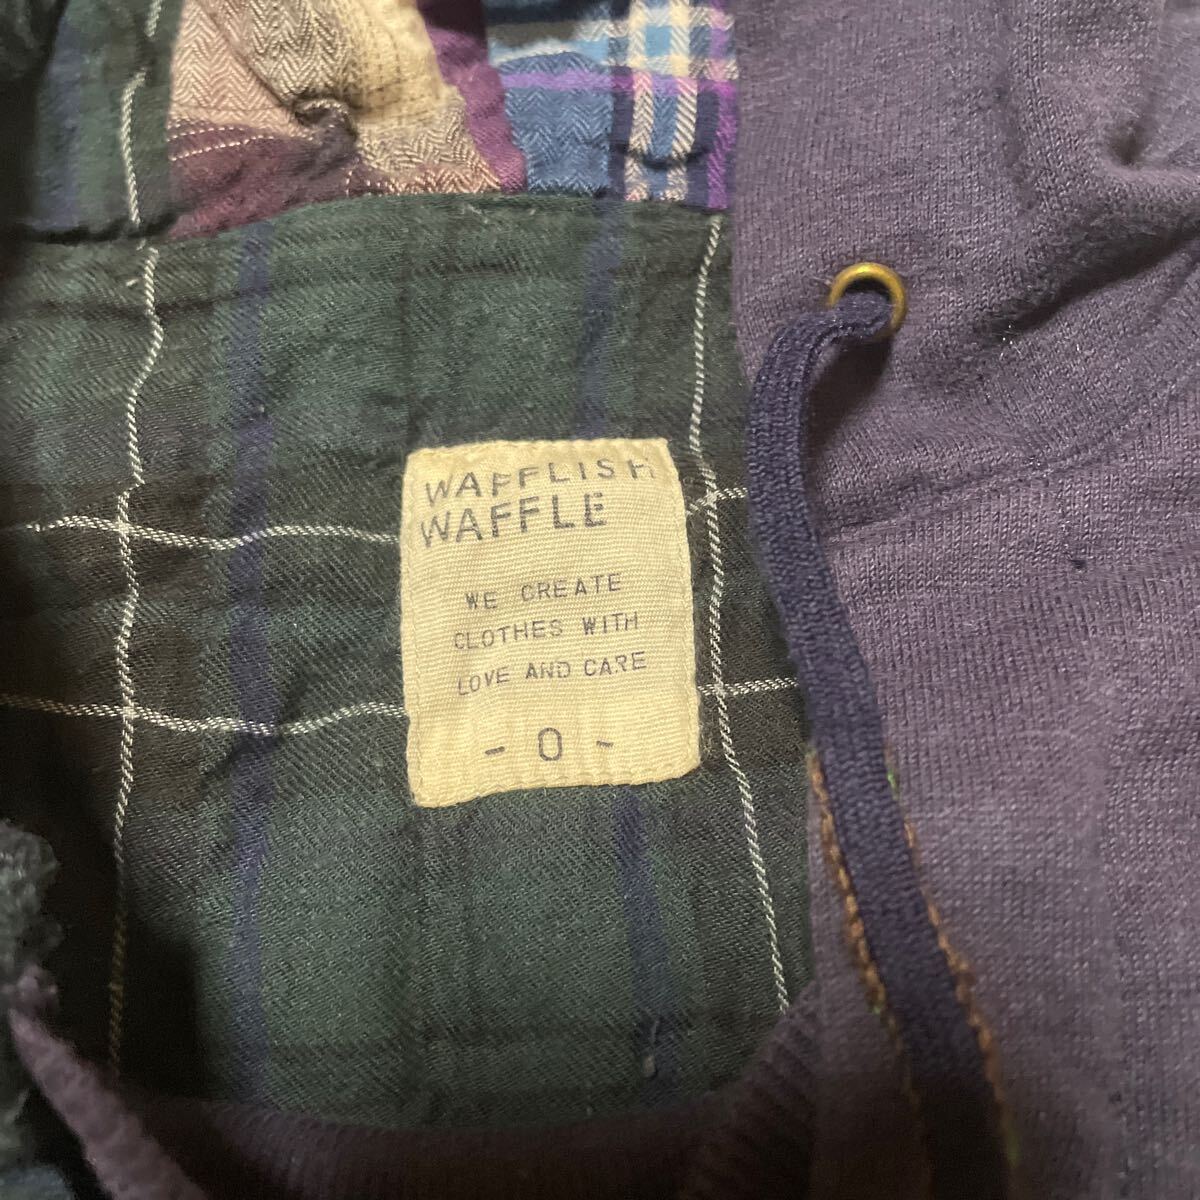 WAFFLISH
WAFFLE
WE CREATE
CLOTHES WITH
LOVE AND CARE
- 0 -